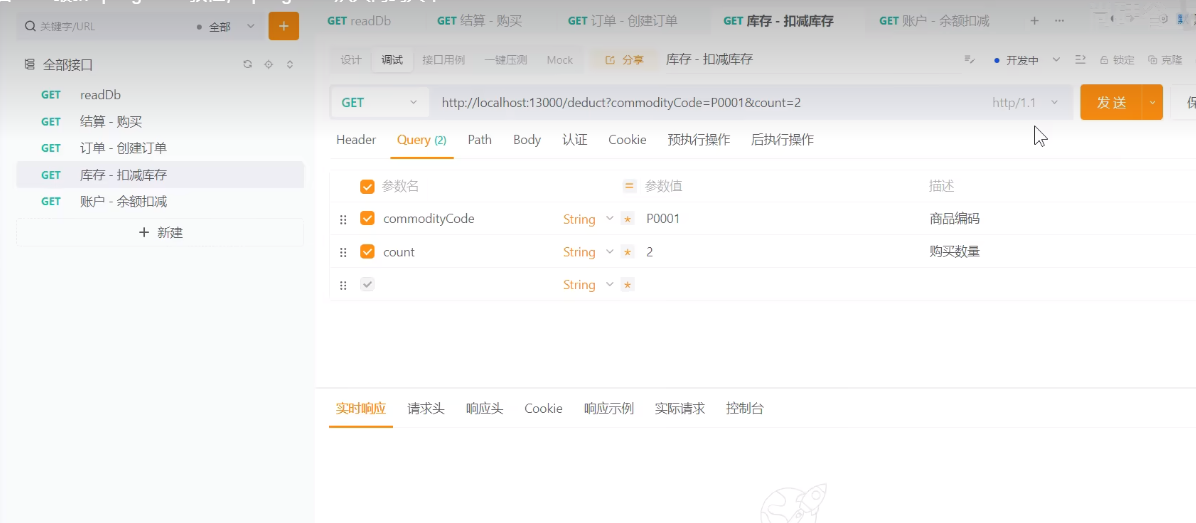 关键字/URL 全部
GET readDb GET 结算 - 购买 GET 订单 - 创建订单 GET 库存 - 扣减库存 GET 账户 - 余额扣减
设计 调试 接口用例 一键压测 Mock 分享 库存 - 扣减库存 开发中 锁定 克隆
全部接口
GET readDb
GET 结算 - 购买
GET 订单 - 创建订单
GET 库存 - 扣减库存
GET 账户 - 余额扣减
+ 新建
GET http://localhost:13000/deduct?commodityCode=P0001&count=2 http/1.1 发送
Header Query (2) Path Body 认证 Cookie 预执行操作 后执行操作
参数名 = 参数值 描述
commodityCode String * P0001 商品编码
count String * 2 购买数量
String *
实时响应 请求头 响应头 Cookie 响应示例 实际请求 控制台